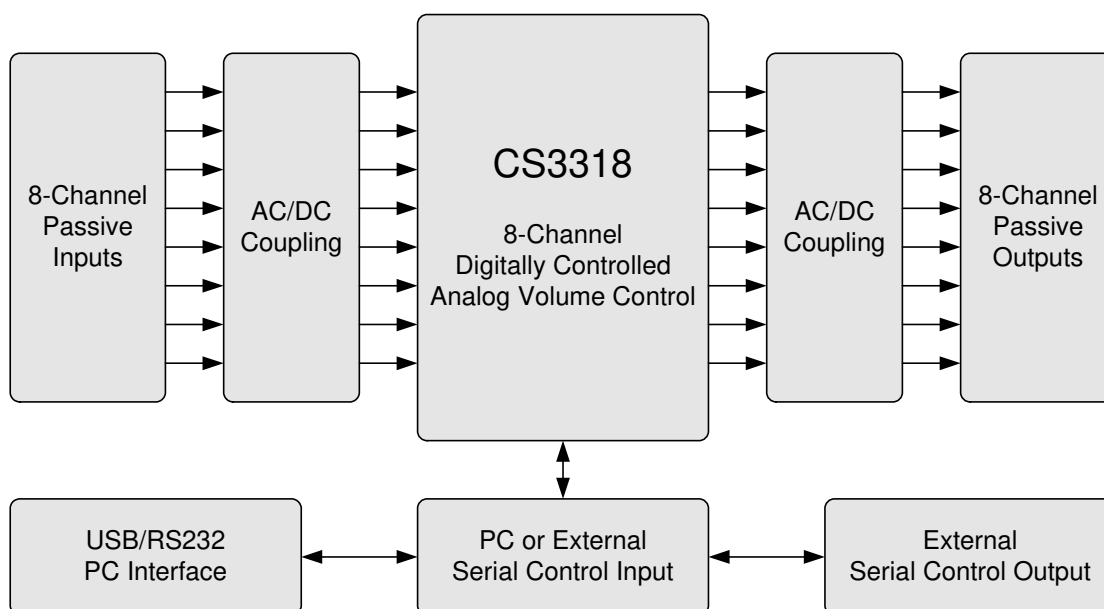 8-Channel
Passive
Inputs
AC/DC
Coupling
CS3318
8-Channel
Digitally Controlled
Analog Volume Control
AC/DC
Coupling
8-Channel
Passive
Outputs
USB/RS232
PC Interface
PC or External
Serial Control Input
External
Serial Control Output